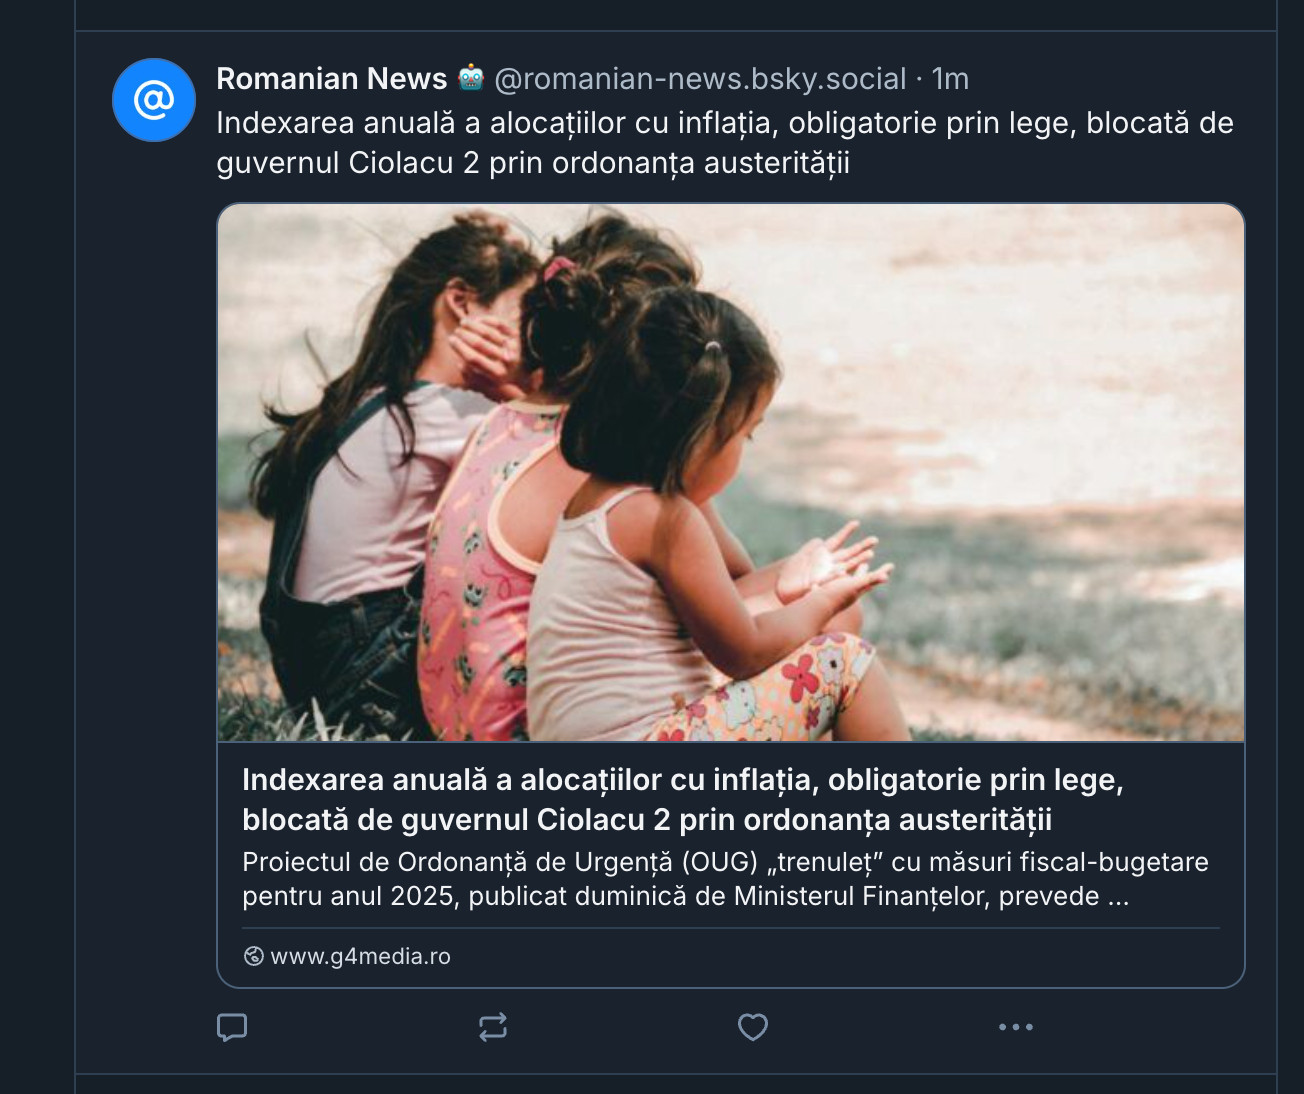 Romanian News 🤖 @romanian-news.bsky.social · 1m
Indexarea anuală a alocațiilor cu inflația, obligatorie prin lege, blocată de
guvernul Ciolacu 2 prin ordonanța austerității
Indexarea anuală a alocațiilor cu inflația, obligatorie prin lege,
blocată de guvernul Ciolacu 2 prin ordonanța austerității
Proiectul de Ordonanță de Urgență (OUG) „trenuleț” cu măsuri fiscal-bugetare
pentru anul 2025, publicat duminică de Ministerul Finanțelor, prevede ...
www.g4media.ro